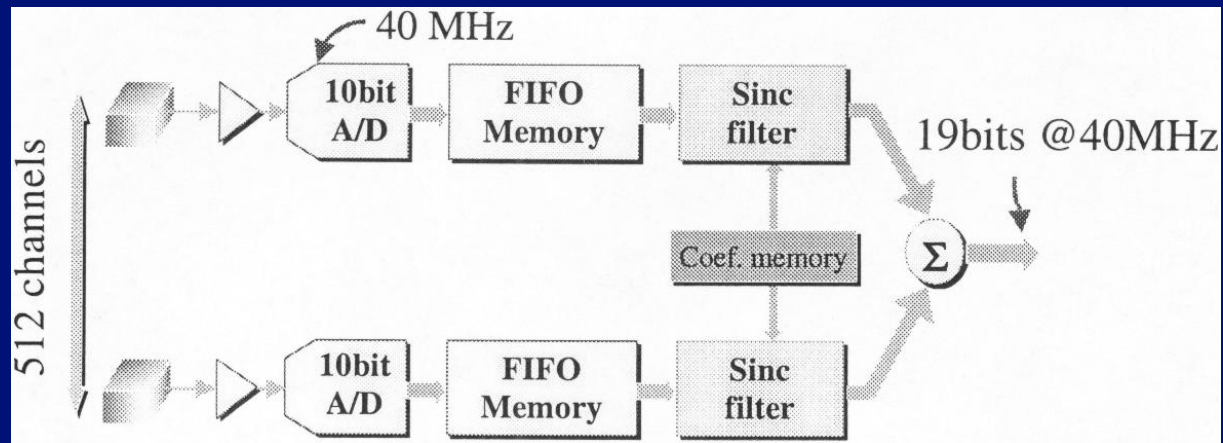 40 MHz
512 channels
10bit
A/D
FIFO
Memory
Sinc
filter
19bits @40MHz
Coef. memory
Σ
10bit
A/D
FIFO
Memory
Sinc
filter